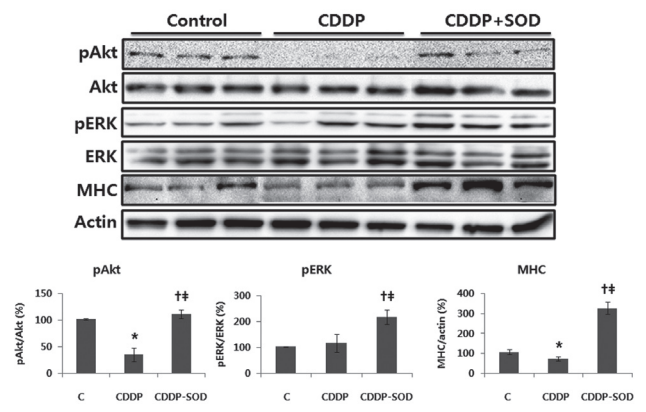 Control CDDP CDDP+SOD
pAkt
Akt
pERK
ERK
MHC
Actin
pAkt
pAkt/Akt (%)
150
100
50
0
*
†‡
C CDDP CDDP-SOD
pERK
pERK/ERK (%)
300
200
100
0
†‡
C CDDP CDDP-SOD
MHC
MHC/actin (%)
400
300
200
100
0
*
†‡
C CDDP CDDP-SOD